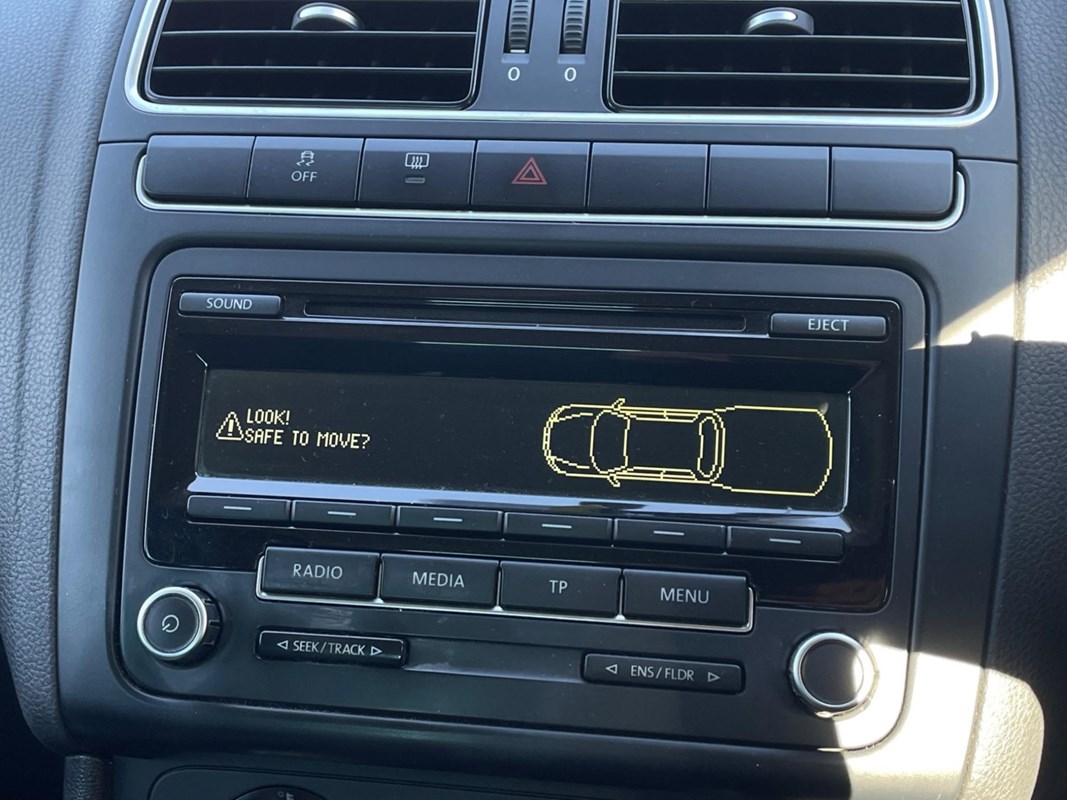 0 0
OFF
SOUND
EJECT
LOOK!
SAFE TO MOVE?
RADIO MEDIA TP MENU
SEEK/TRACK
ENS/FLDR